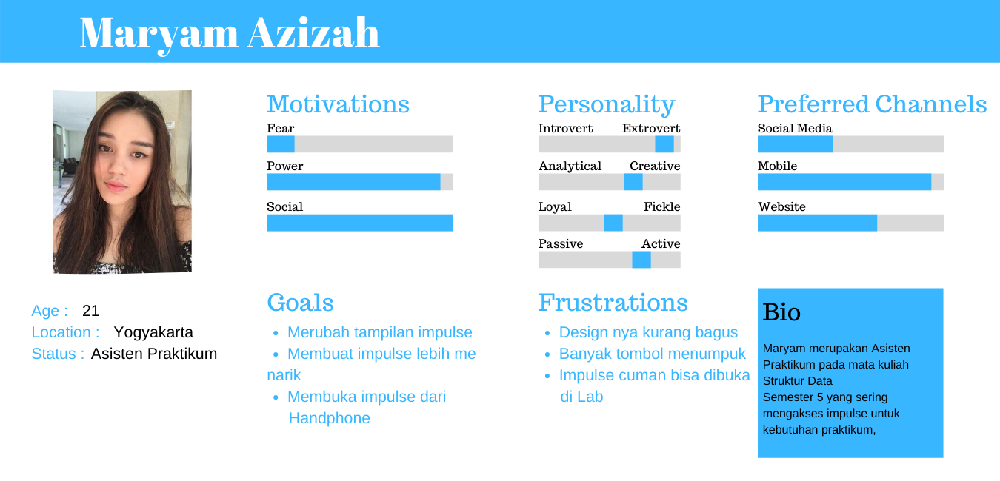 Maryam Azizah
Age : 21
Location : Yogyakarta
Status : Asisten Praktikum
Motivations
Fear
Power
Social
Goals
• Merubah tampilan impulse
• Membuat impulse lebih me
narik
• Membuka impulse dari
Handphone
Personality
Introvert Extrovert
Analytical Creative
Loyal Fickle
Passive Active
Frustrations
• Design nya kurang bagus
• Banyak tombol menumpuk
• Impulse cuman bisa dibuka
di Lab
Preferred Channels
Social Media
Mobile
Website
Bio
Maryam merupakan Asisten
Praktikum pada mata kuliah
Struktur Data
Semester 5 yang sering
mengakses impulse untuk
kebutuhan praktikum,